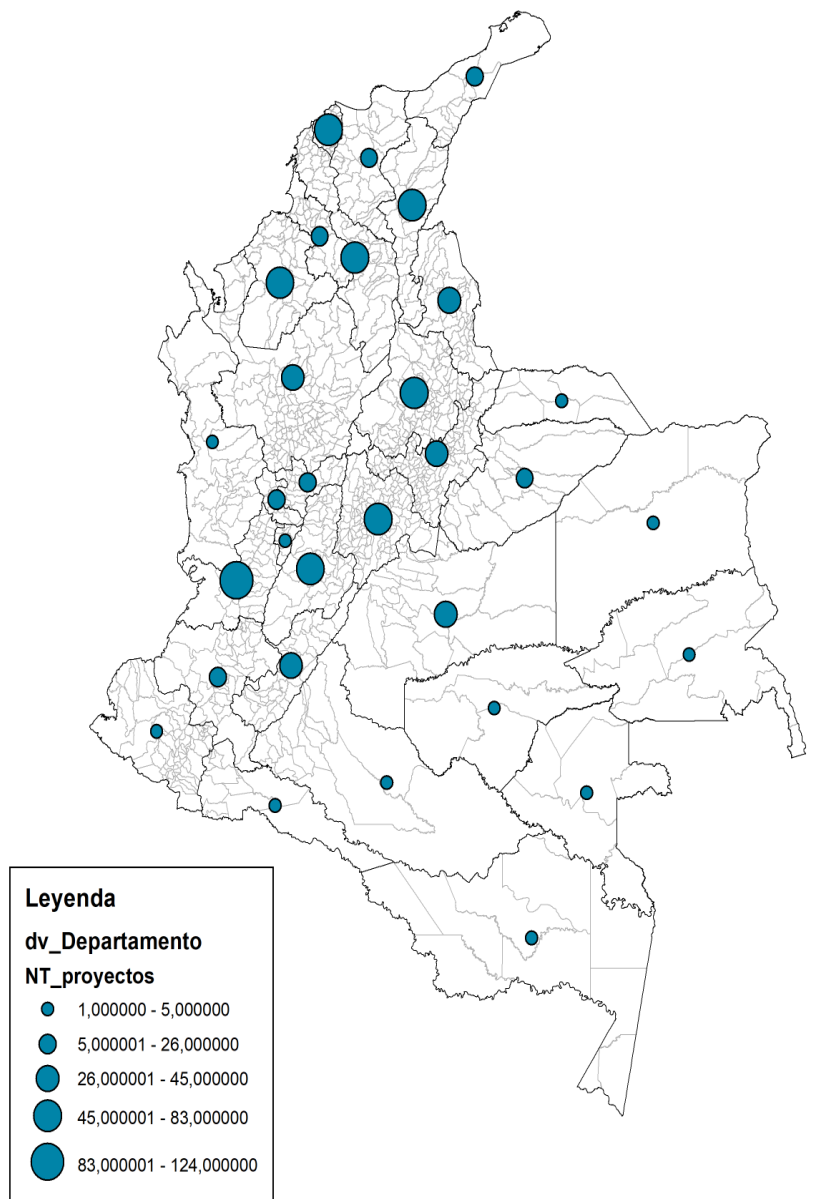 Leyenda
dv_Departamento
NT_proyectos
1,000000 - 5,000000
5,000001 - 26,000000
26,000001 - 45,000000
45,000001 - 83,000000
83,000001 - 124,000000